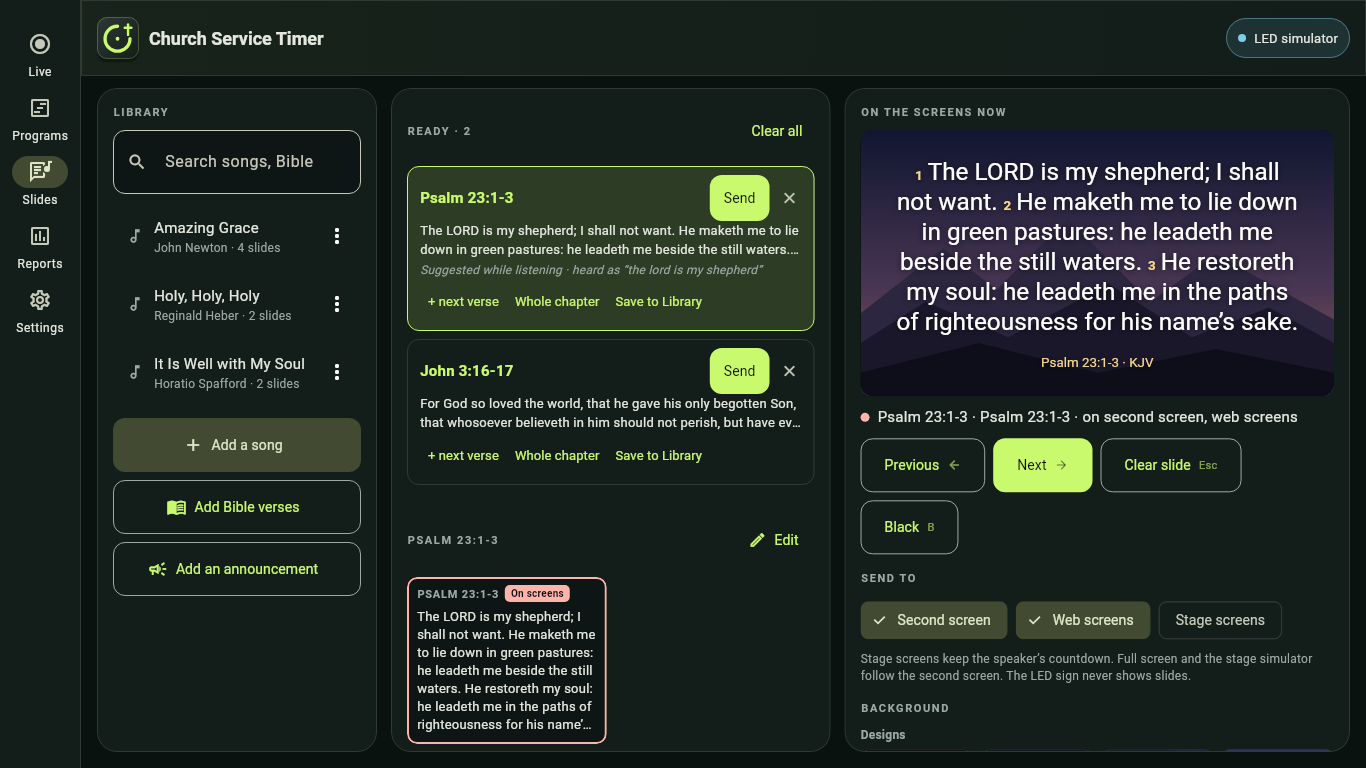 Church Service Timer
LED simulator
Live
Programs
Slides
Reports
Settings
LIBRARY
Search songs, Bible
Amazing Grace
John Newton · 4 slides
Holy, Holy, Holy
Reginald Heber · 2 slides
It Is Well with My Soul
Horatio Spafford · 2 slides
Add a song
Add Bible verses
Add an announcement
READY · 2
Clear all
Psalm 23:1-3
Send
The LORD is my shepherd; I shall not want. He maketh me to lie
down in green pastures: he leadeth me beside the still waters.…
Suggested while listening · heard as “the lord is my shepherd”
+ next verse Whole chapter Save to Library
John 3:16-17
Send
For God so loved the world, that he gave his only begotten Son,
that whosoever believeth in him should not perish, but have ev…
+ next verse Whole chapter Save to Library
PSALM 23:1-3
Edit
PSALM 23:1-3 On screens
The LORD is my shepherd; I
shall not want. He maketh me
to lie down in green pastures:
he leadeth me beside the still
waters. He restoreth my soul:
he leadeth me in the paths of
righteousness for his name’…
ON THE SCREENS NOW
1 The LORD is my shepherd; I shall
not want. 2 He maketh me to lie down
in green pastures: he leadeth me
beside the still waters. 3 He restoreth
my soul: he leadeth me in the paths
of righteousness for his name’s sake.
Psalm 23:1-3 · KJV
Psalm 23:1-3 · Psalm 23:1-3 · on second screen, web screens
Previous ←
Next →
Clear slide Esc
Black B
SEND TO
Second screen
Web screens
Stage screens
Stage screens keep the speaker’s countdown. Full screen and the stage simulator
follow the second screen. The LED sign never shows slides.
BACKGROUND
Designs